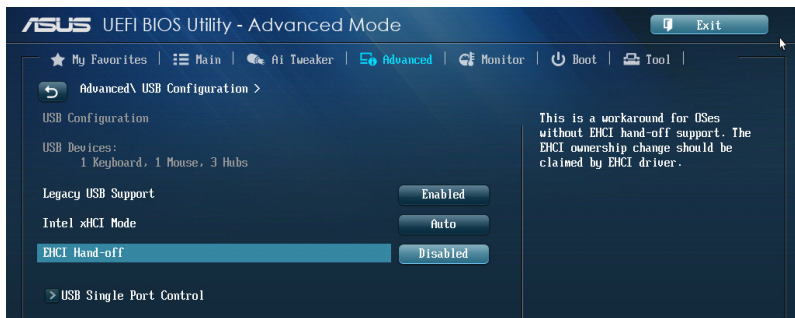 ASUS UEFI BIOS Utility - Advanced Mode
Exit
My Favorites | Main | Ai Tweaker | Advanced | Monitor | Boot | Tool |
Advanced\ USB Configuration >
USB Configuration
USB Devices:
1 Keyboard, 1 Mouse, 3 Hubs
Legacy USB Support Enabled
Intel xHCI Mode Auto
EHCI Hand-off Disabled
> USB Single Port Control
This is a workaround for OSes
without EHCI hand-off support. The
EHCI ownership change should be
claimed by EHCI driver.